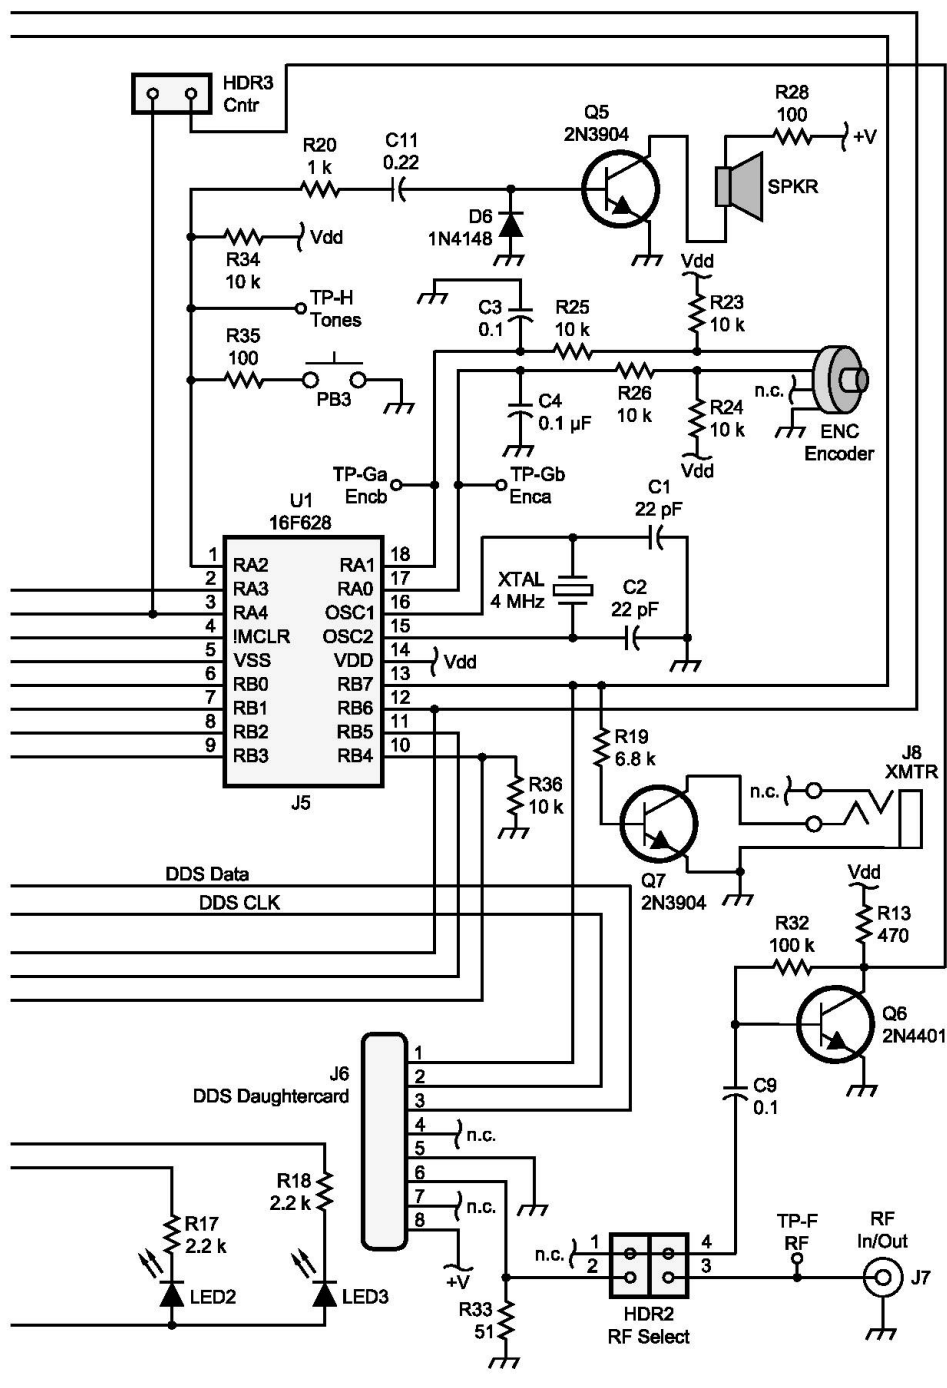 HDR3
Cntr
R28
100
+V
Q5
2N3904
R20
1 k
C11
0.22
SPKR
D6
1N4148
R34
10 k
Vdd
Vdd
TP-H
Tones
C3
0.1
R25
10 k
R23
10 k
R35
100
PB3
C4
0.1 µF
R26
10 k
R24
10 k
n.c.
ENC
Encoder
Vdd
TP-Ga
Encb
TP-Gb
Enca
U1
16F628
C1
22 pF
XTAL
4 MHz
C2
22 pF
1 RA2 RA1 18
2 RA3 RA0 17
3 RA4 OSC1 16
4 !MCLR OSC2 15
5 VSS VDD 14 Vdd
6 RB0 RB7 13
7 RB1 RB6 12
8 RB2 RB5 11
9 RB3 RB4 10
J5
R19
6.8 k
R36
10 k
J8
XMTR
n.c.
Q7
2N3904
DDS Data
DDS CLK
Vdd
R13
470
R32
100 k
Q6
2N4401
C9
0.1
J6
DDS Daughtercard
1
2
3
4 n.c.
5
6
7 n.c.
8
+V
R18
2.2 k
R17
2.2 k
LED2
LED3
R33
51
n.c. 1 4
2 3
HDR2
RF Select
TP-F
RF
RF
In/Out
J7